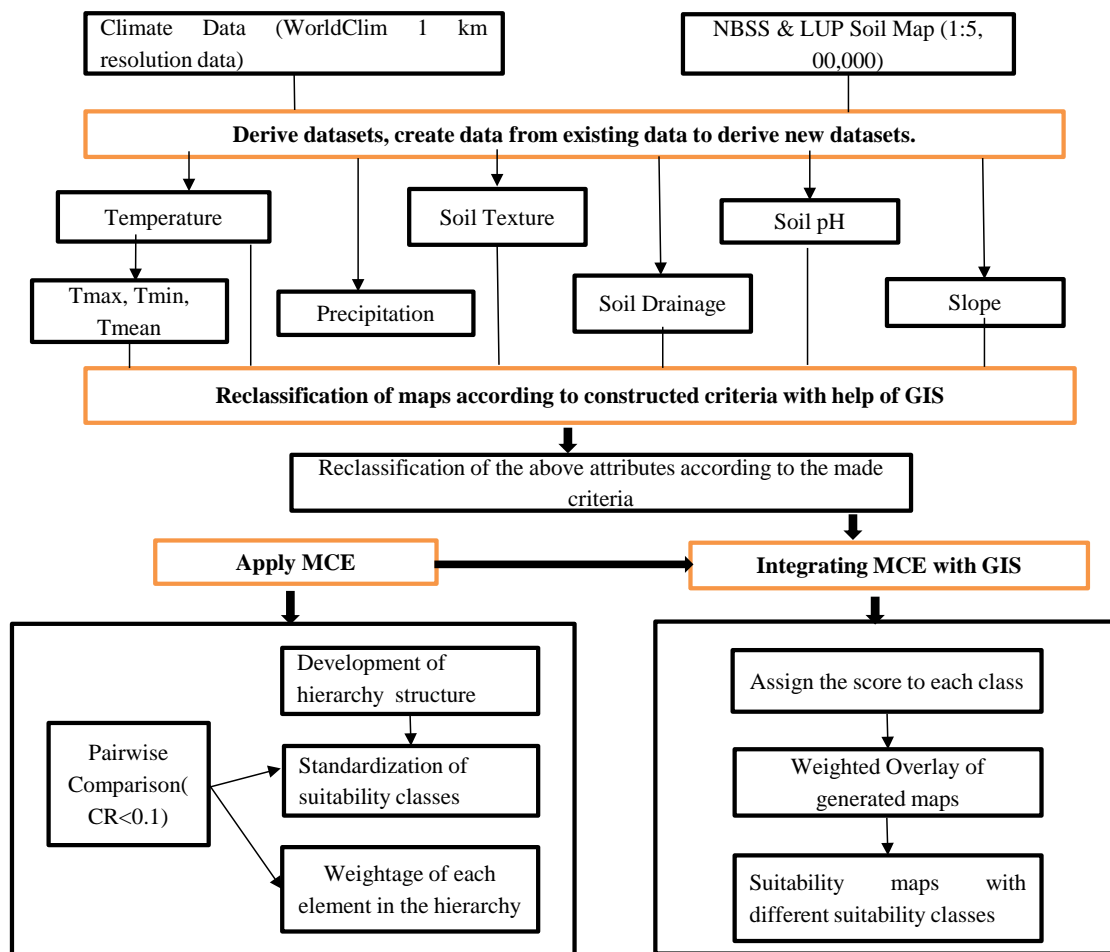 Climate Data (WorldClim 1 km
resolution data)
NBSS & LUP Soil Map (1:5,
00,000)
Derive datasets, create data from existing data to derive new datasets.
Temperature
Soil Texture
Soil pH
Tmax, Tmin,
Tmean
Precipitation
Soil Drainage
Slope
Reclassification of maps according to constructed criteria with help of GIS
Reclassification of the above attributes according to the made
criteria
Apply MCE
Integrating MCE with GIS
Development of
hierarchy structure
Pairwise
Comparison(
CR<0.1)
Standardization of
suitability classes
Weightage of each
element in the hierarchy
Assign the score to each class
Weighted Overlay of
generated maps
Suitability maps with
different suitability classes